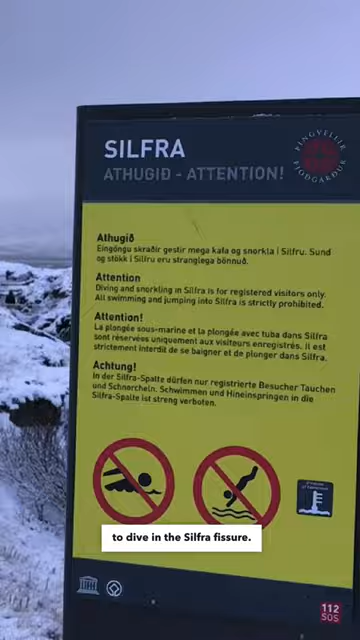 SILFRA
ATHUGIÐ - ATTENTION!
ÞINGVELLIR
ÞJÓÐGARÐUR
Athugið
Eingöngu skráðir gestir mega kafa og snorkla í Silfru. Sund
og stökk í Silfru eru stranglega bönnuð.
Attention
Diving and snorkling in Silfra is for registered visitors only.
All swimming and jumping into Silfra is strictly prohibited.
Attention!
La plongée sous-marine et la plongée avec tuba dans Silfra
sont réservées uniquement aux visiteurs enregistrés. Il est
strictement interdit de se baigner et de plonger dans Silfra.
Achtung!
In der Silfra-Spalte dürfen nur registrierte Besucher Tauchen
und Schnorcheln. Schwimmen und Hineinspringen in die
Silfra-Spalte ist streng verboten.
to dive in the Silfra fissure.
112
SOS